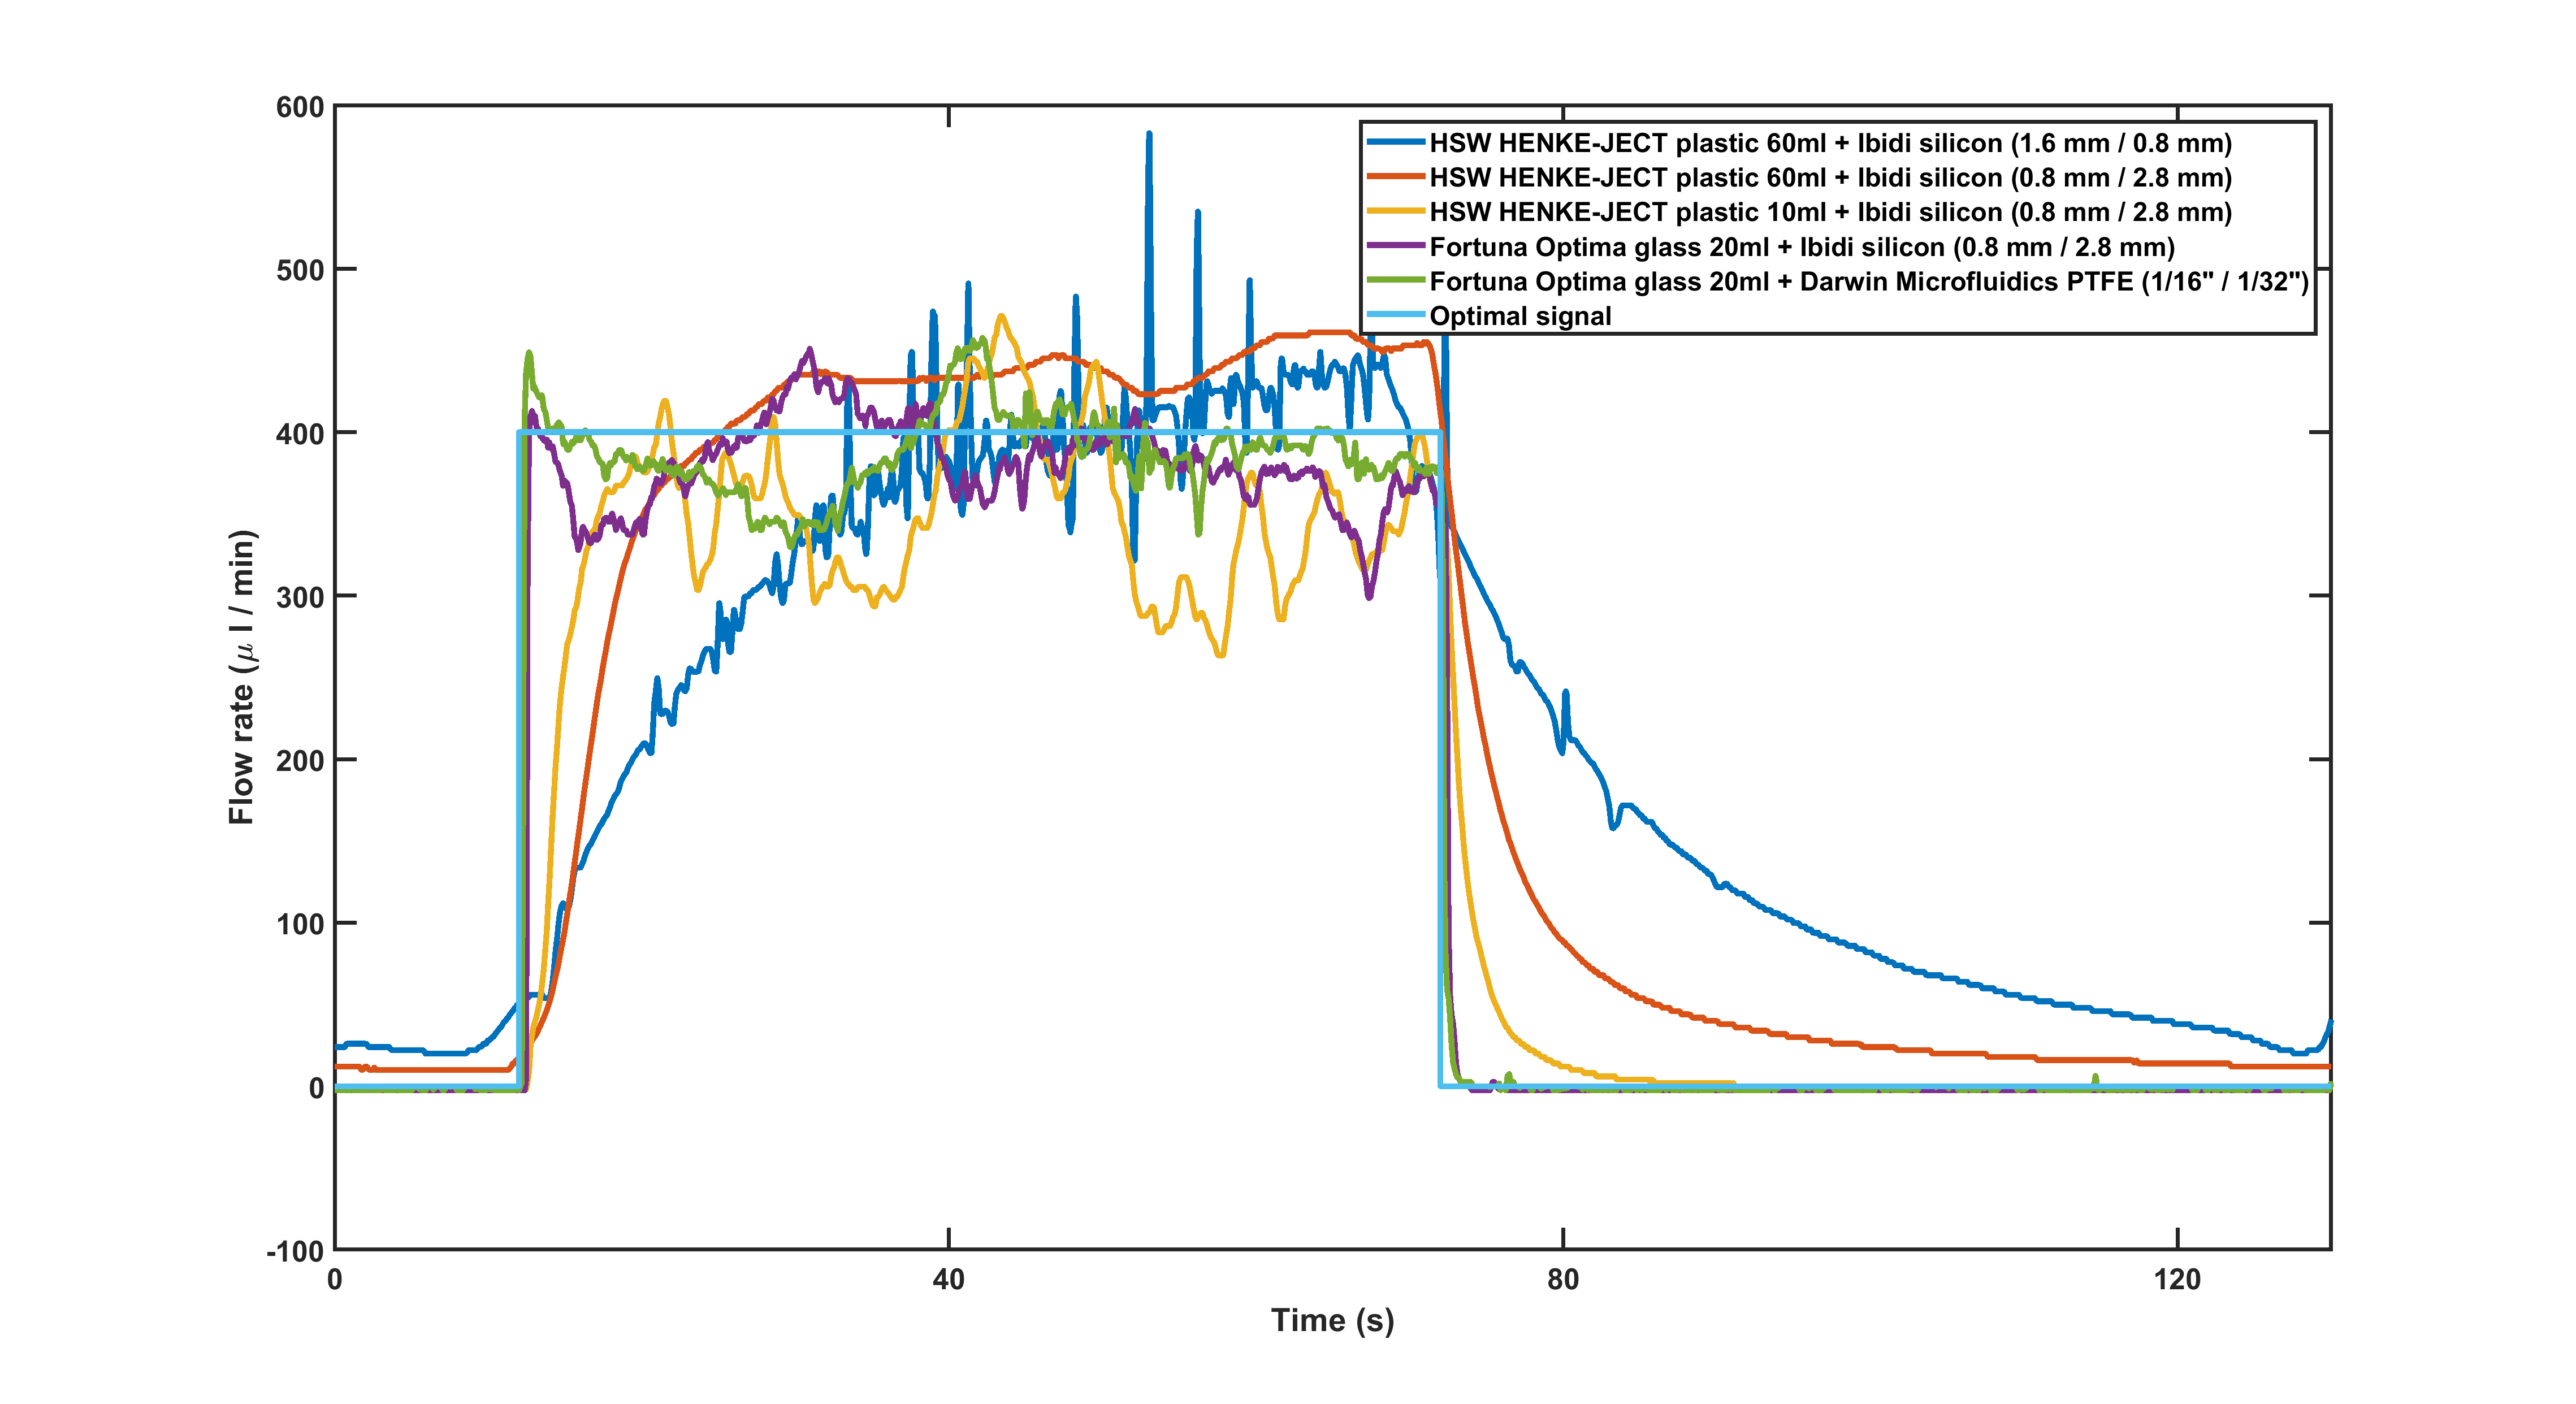 600
500
400
300
200
100
0
-100
Flow rate (μ l / min)
HSW HENKE-JECT plastic 60ml + Ibidi silicon (1.6 mm / 0.8 mm)
HSW HENKE-JECT plastic 60ml + Ibidi silicon (0.8 mm / 2.8 mm)
HSW HENKE-JECT plastic 10ml + Ibidi silicon (0.8 mm / 2.8 mm)
Fortuna Optima glass 20ml + Ibidi silicon (0.8 mm / 2.8 mm)
Fortuna Optima glass 20ml + Darwin Microfluidics PTFE (1/16" / 1/32")
Optimal signal
0 40 80 120
Time (s)